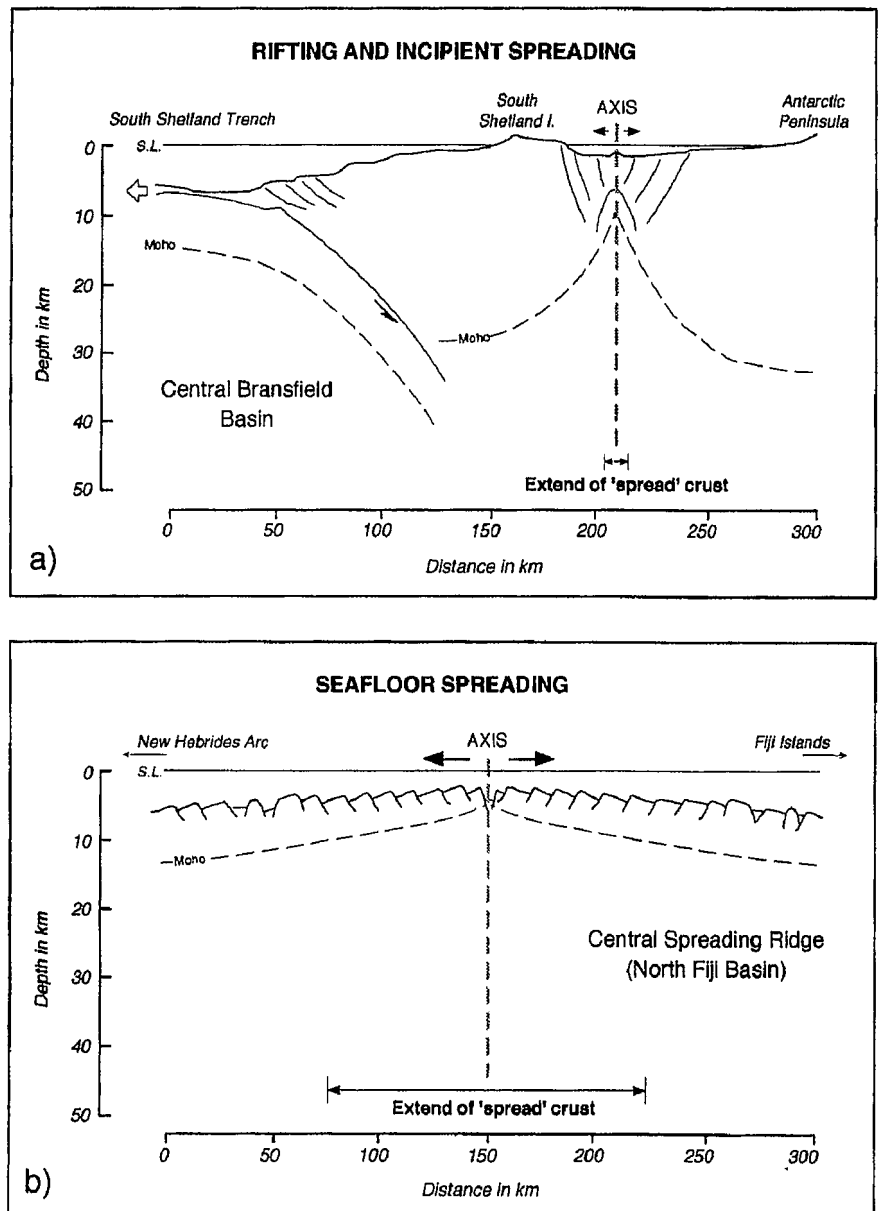 RIFTING AND INCIPIENT SPREADING
South Shetland Trench
South
Shetland I.
AXIS
Antarctic
Peninsula
S.L.
0
10
20
30
40
50
Depth in km
Moho
Moho
Central Bransfield
Basin
Extend of 'spread' crust
0 50 100 150 200 250 300
Distance in km
a)
SEAFLOOR SPREADING
New Hebrides Arc
AXIS
Fiji Islands
S.L.
0
10
20
30
40
50
Depth in km
Moho
Central Spreading Ridge
(North Fiji Basin)
Extend of 'spread' crust
0 50 100 150 200 250 300
Distance in km
b)